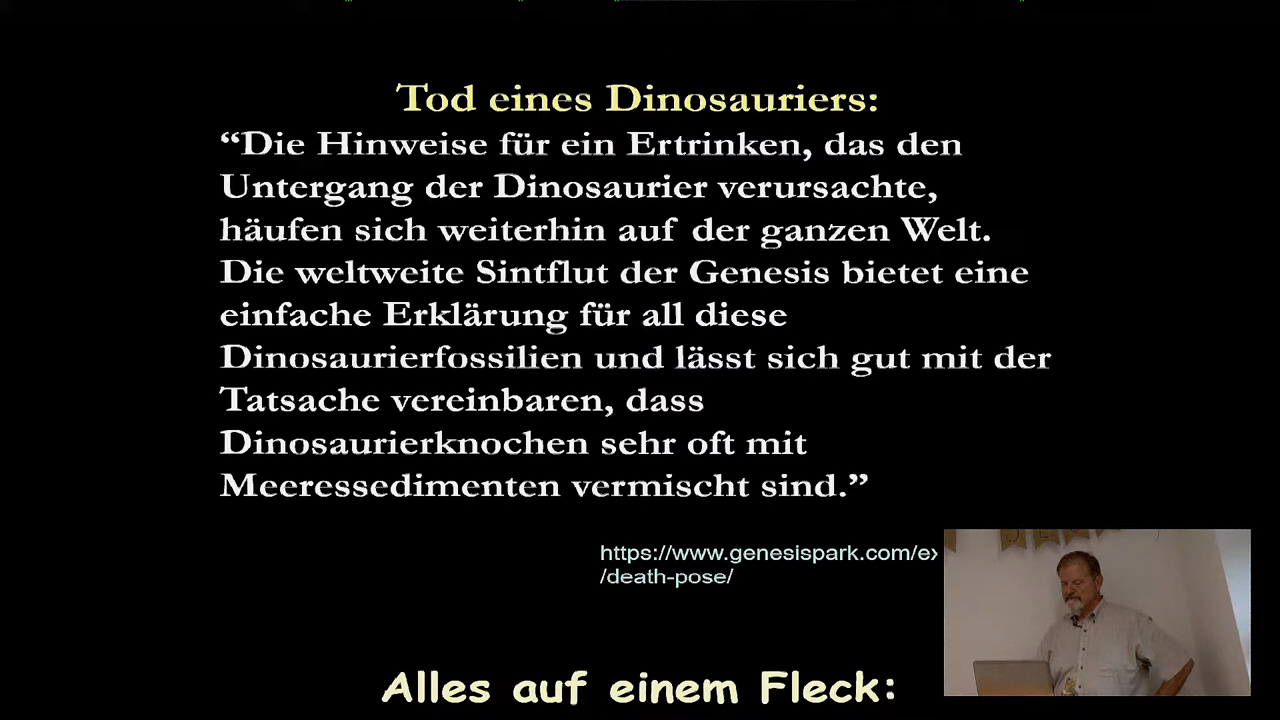 Tod eines Dinosauriers:
“Die Hinweise für ein Ertrinken, das den
Untergang der Dinosaurier verursachte,
häufen sich weiterhin auf der ganzen Welt.
Die weltweite Sintflut der Genesis bietet eine
einfache Erklärung für all diese
Dinosaurierfossilien und lässt sich gut mit der
Tatsache vereinbaren, dass
Dinosaurierknochen sehr oft mit
Meeressedimenten vermischt sind.”
https://www.genesispark.com/ex
/death-pose/
Alles auf einem Fleck: